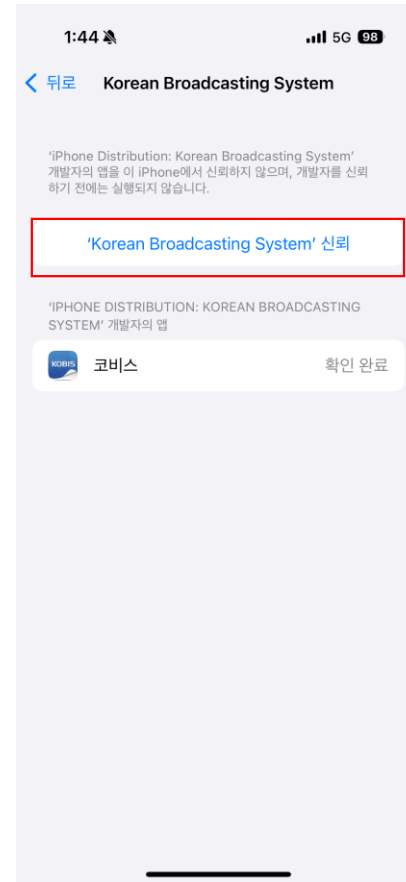 1:44 5G 98
뒤로 Korean Broadcasting System
‘iPhone Distribution: Korean Broadcasting System’
개발자의 앱을 이 iPhone에서 신뢰하지 않으며, 개발자를 신뢰
하기 전에는 실행되지 않습니다.
‘Korean Broadcasting System’ 신뢰
‘IPHONE DISTRIBUTION: KOREAN BROADCASTING
SYSTEM’ 개발자의 앱
KOBIS 코비스 확인 완료